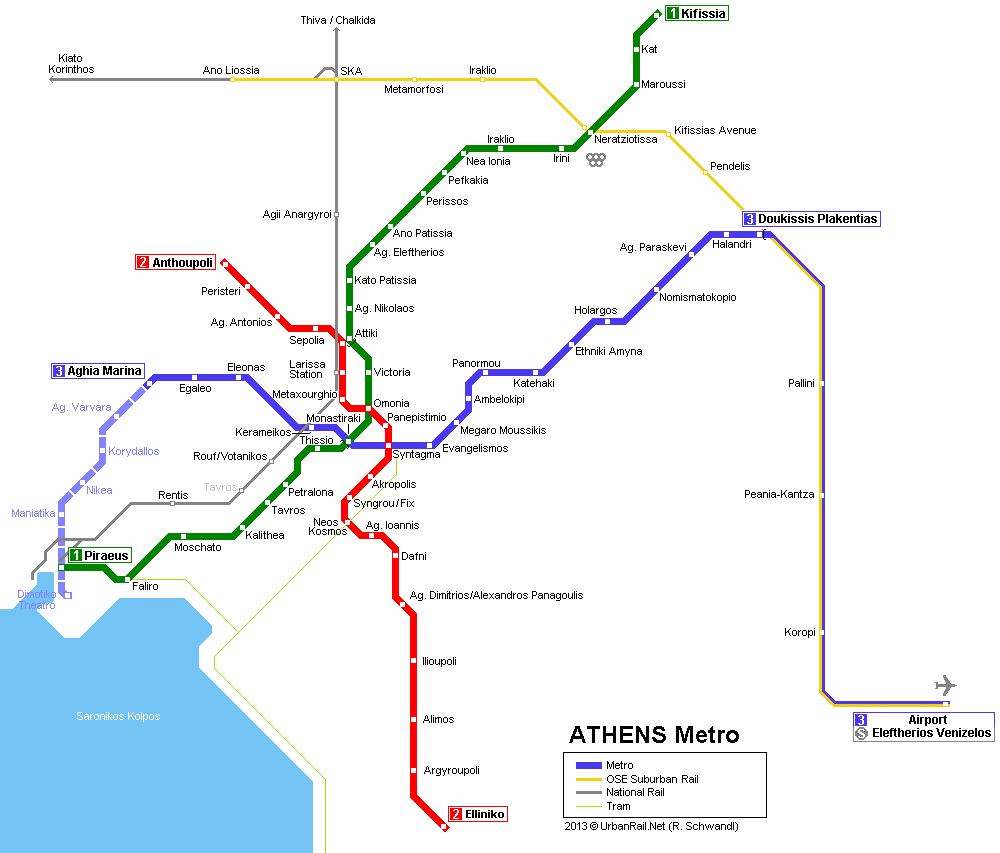 Thiva / Chalkida
1 Kifissia
Kat
Kiato
Korinthos
Ano Liossia
SKA
Iraklio
Metamorfosi
Maroussi
Kifissias Avenue
Neratziotissa
Iraklio
Irini
Nea Ionia
Pendelis
Pefkakia
Perissos
Agii Anargyroi
3 Doukissis Plakentias
Ano Patissia
Halandri
Ag. Paraskevi
Ag. Eleftherios
2 Anthoupoli
Kato Patissia
Peristeri
Nomismatokopio
Ag. Nikolaos
Holargos
Ag. Antonios
Attiki
Sepolia
Ethniki Amyna
Panormou
Larissa
Station
Victoria
Eleonas
3 Aghia Marina
Egaleo
Katehaki
Pallini
Metaxourghio
Ambelokipi
Omonia
Ag. Varvara
Monastiraki
Panepistimio
Kerameikos
Megaro Moussikis
Thissio
Evangelismos
Syntagma
Korydallos
Rouf/Votanikos
Akropolis
Nikea
Tavros
Petralona
Rentis
Peania-Kantza
Syngrou/Fix
Tavros
Maniatika
Neos
Kosmos
Ag. Ioannis
Kalithea
Moschato
1 Piraeus
Dafni
Faliro
Dimotiko
Theatro
Ag. Dimitrios/Alexandros Panagoulis
Koropi
Ilioupoli
Saronikos Kolpos
Alimos
3 Airport
S Eleftherios Venizelos
ATHENS Metro
Metro
Argyroupoli
OSE Suburban Rail
National Rail
Tram
2 Elliniko
2013 © UrbanRail.Net (R. Schwandl)